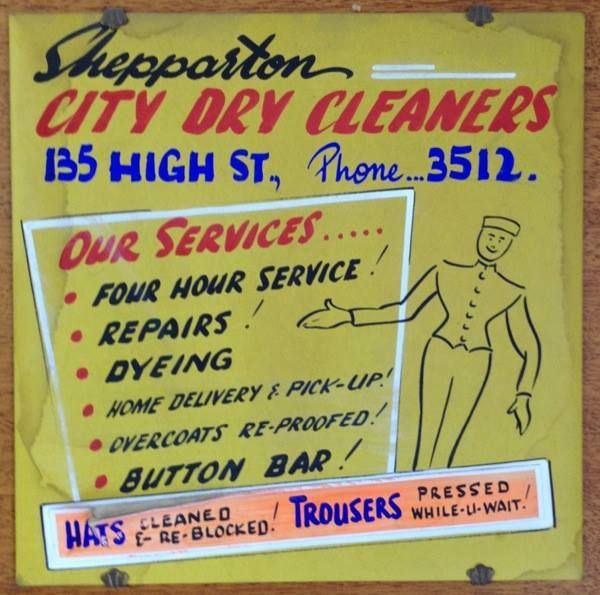 Shepparton
CITY DRY CLEANERS
135 HIGH ST., Phone...3512.
OUR SERVICES.....
• FOUR HOUR SERVICE!
• REPAIRS!
• DYEING
• HOME DELIVERY & PICK-UP!
• OVERCOATS RE-PROOFED!
• BUTTON BAR!
HATS CLEANED & RE-BLOCKED! TROUSERS PRESSED WHILE-U-WAIT!